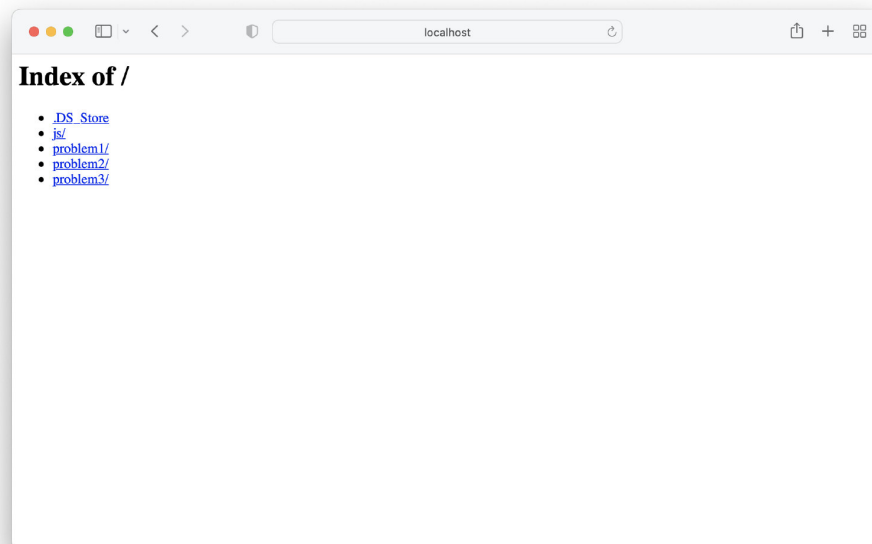 localhost
Index of /
.DS_Store
js/
problem1/
problem2/
problem3/